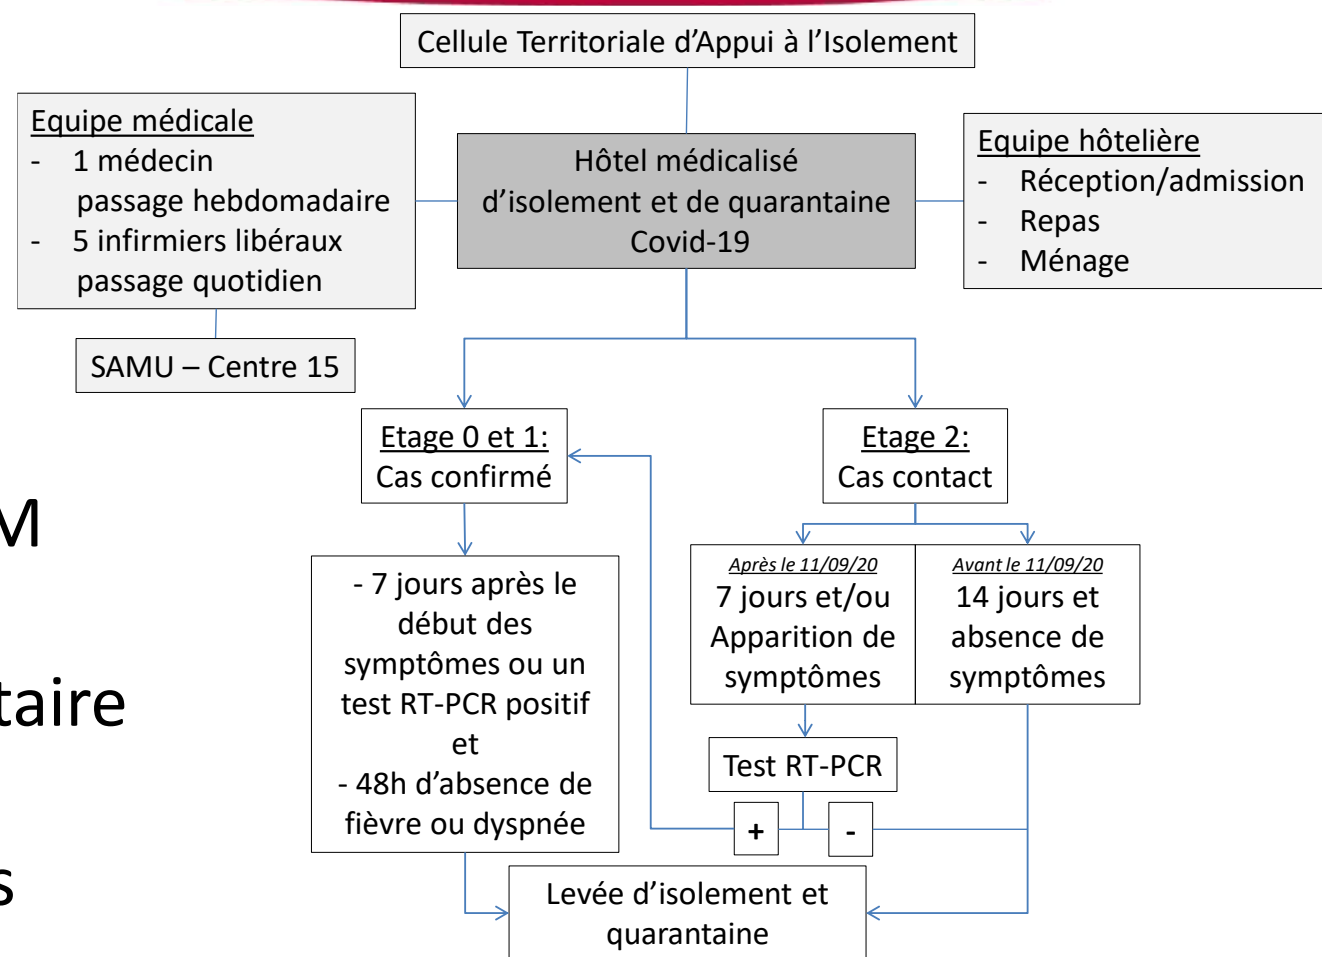 Cellule Territoriale d'Appui à l'Isolement
Equipe médicale
- 1 médecin
passage hebdomadaire
- 5 infirmiers libéraux
passage quotidien
Hôtel médicalisé
d'isolement et de quarantaine
Covid-19
Equipe hôtelière
- Réception/admission
- Repas
- Ménage
SAMU – Centre 15
Etage 0 et 1:
Cas confirmé
Etage 2:
Cas contact
M
taire
s
- 7 jours après le
début des
symptômes ou un
test RT-PCR positif
et
- 48h d'absence de
fièvre ou dyspnée
Après le 11/09/20
7 jours et/ou
Apparition de
symptômes
Avant le 11/09/20
14 jours et
absence de
symptômes
Test RT-PCR
+
-
Levée d'isolement et
quarantaine